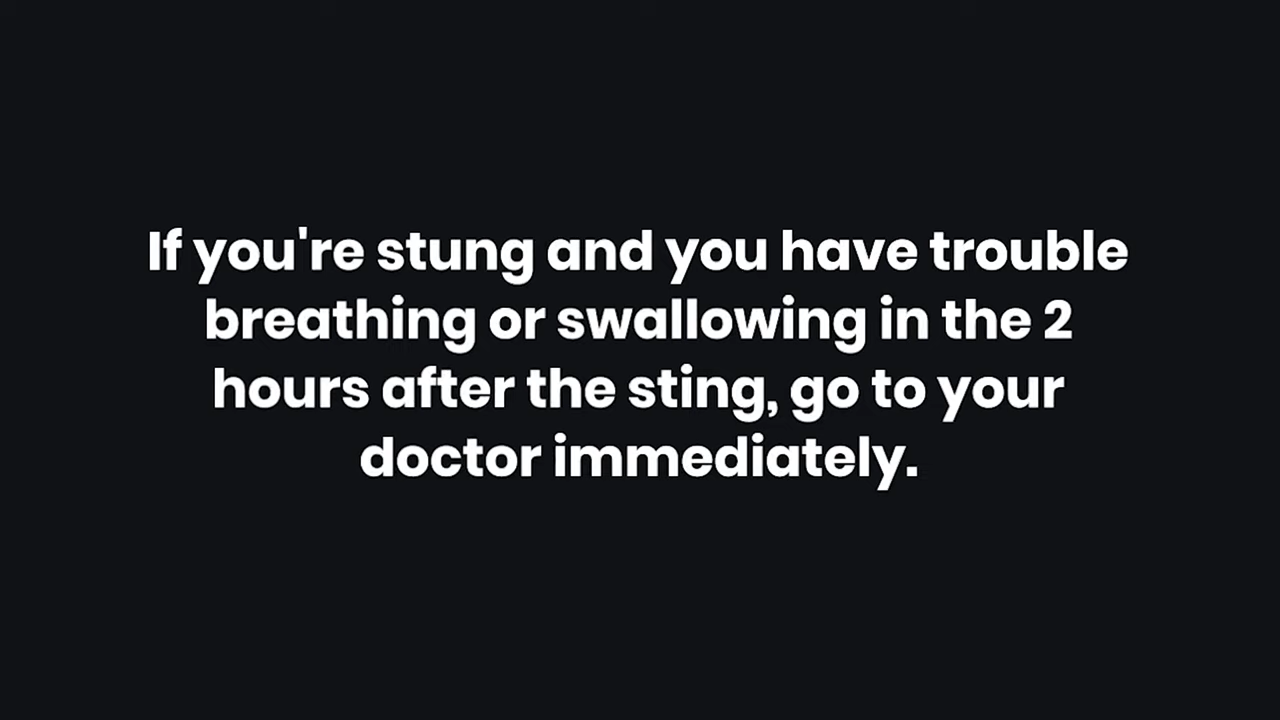 If you're stung and you have trouble
breathing or swallowing in the 2
hours after the sting, go to your
doctor immediately.